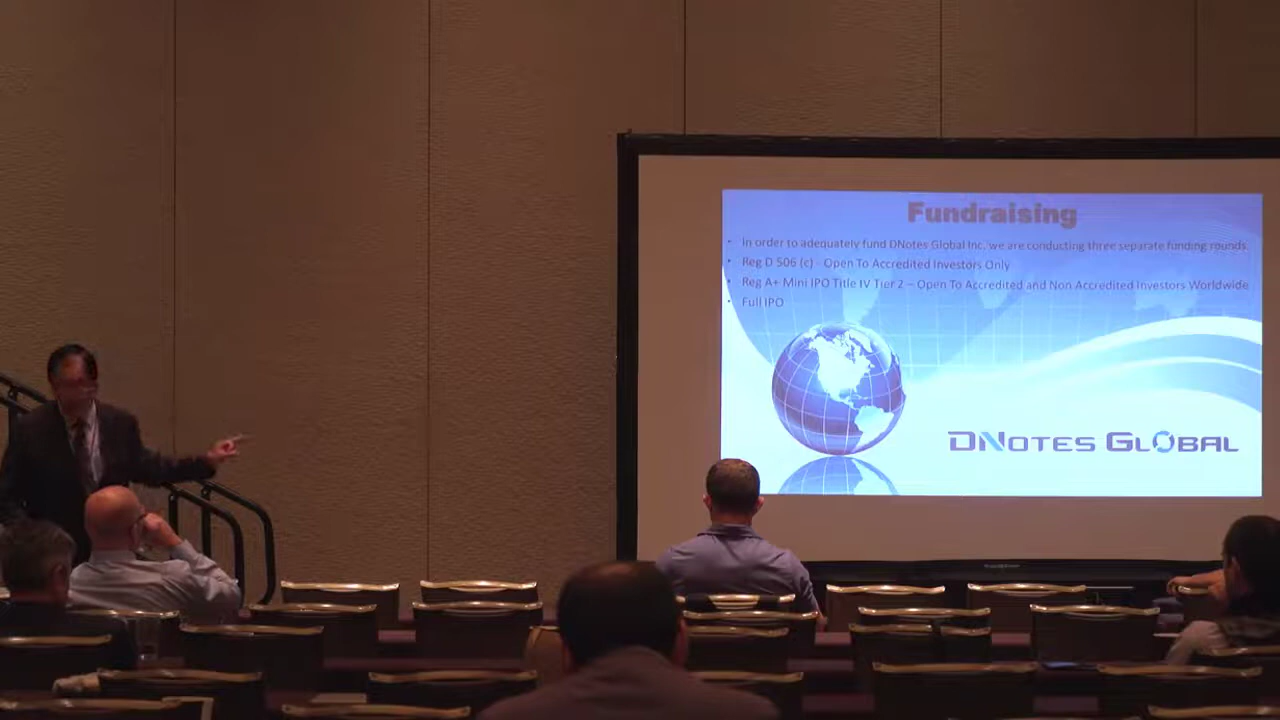 Fundraising
• In order to adequately fund DNotes Global Inc. we are conducting three separate funding rounds.
• Reg D 506 (c) - Open To Accredited Investors Only
• Reg A+ Mini IPO Title IV Tier 2 – Open To Accredited and Non Accredited Investors Worldwide
• Full IPO
DNOTES GLOBAL